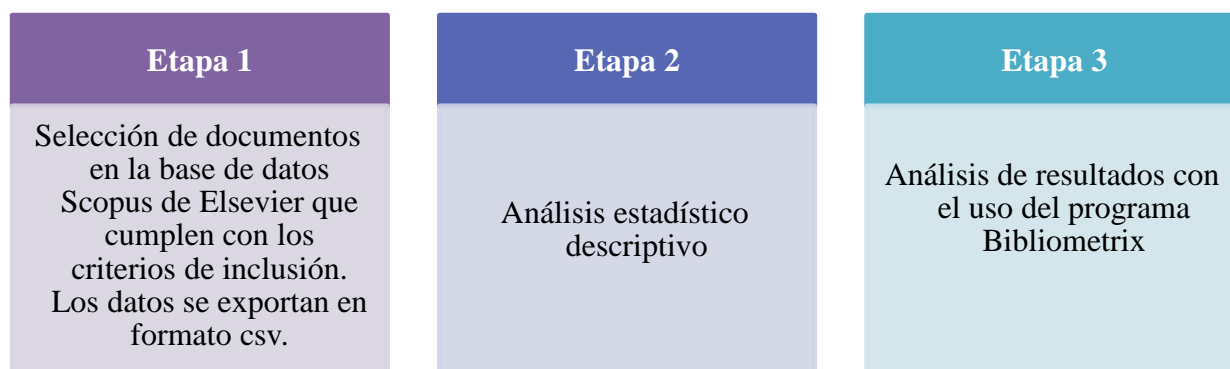 Etapa 1
Selección de documentos
en la base de datos
Scopus de Elsevier que
cumplen con los
criterios de inclusión.
Los datos se exportan en
formato csv.
Etapa 2
Análisis estadístico
descriptivo
Etapa 3
Análisis de resultados con
el uso del programa
Bibliometrix